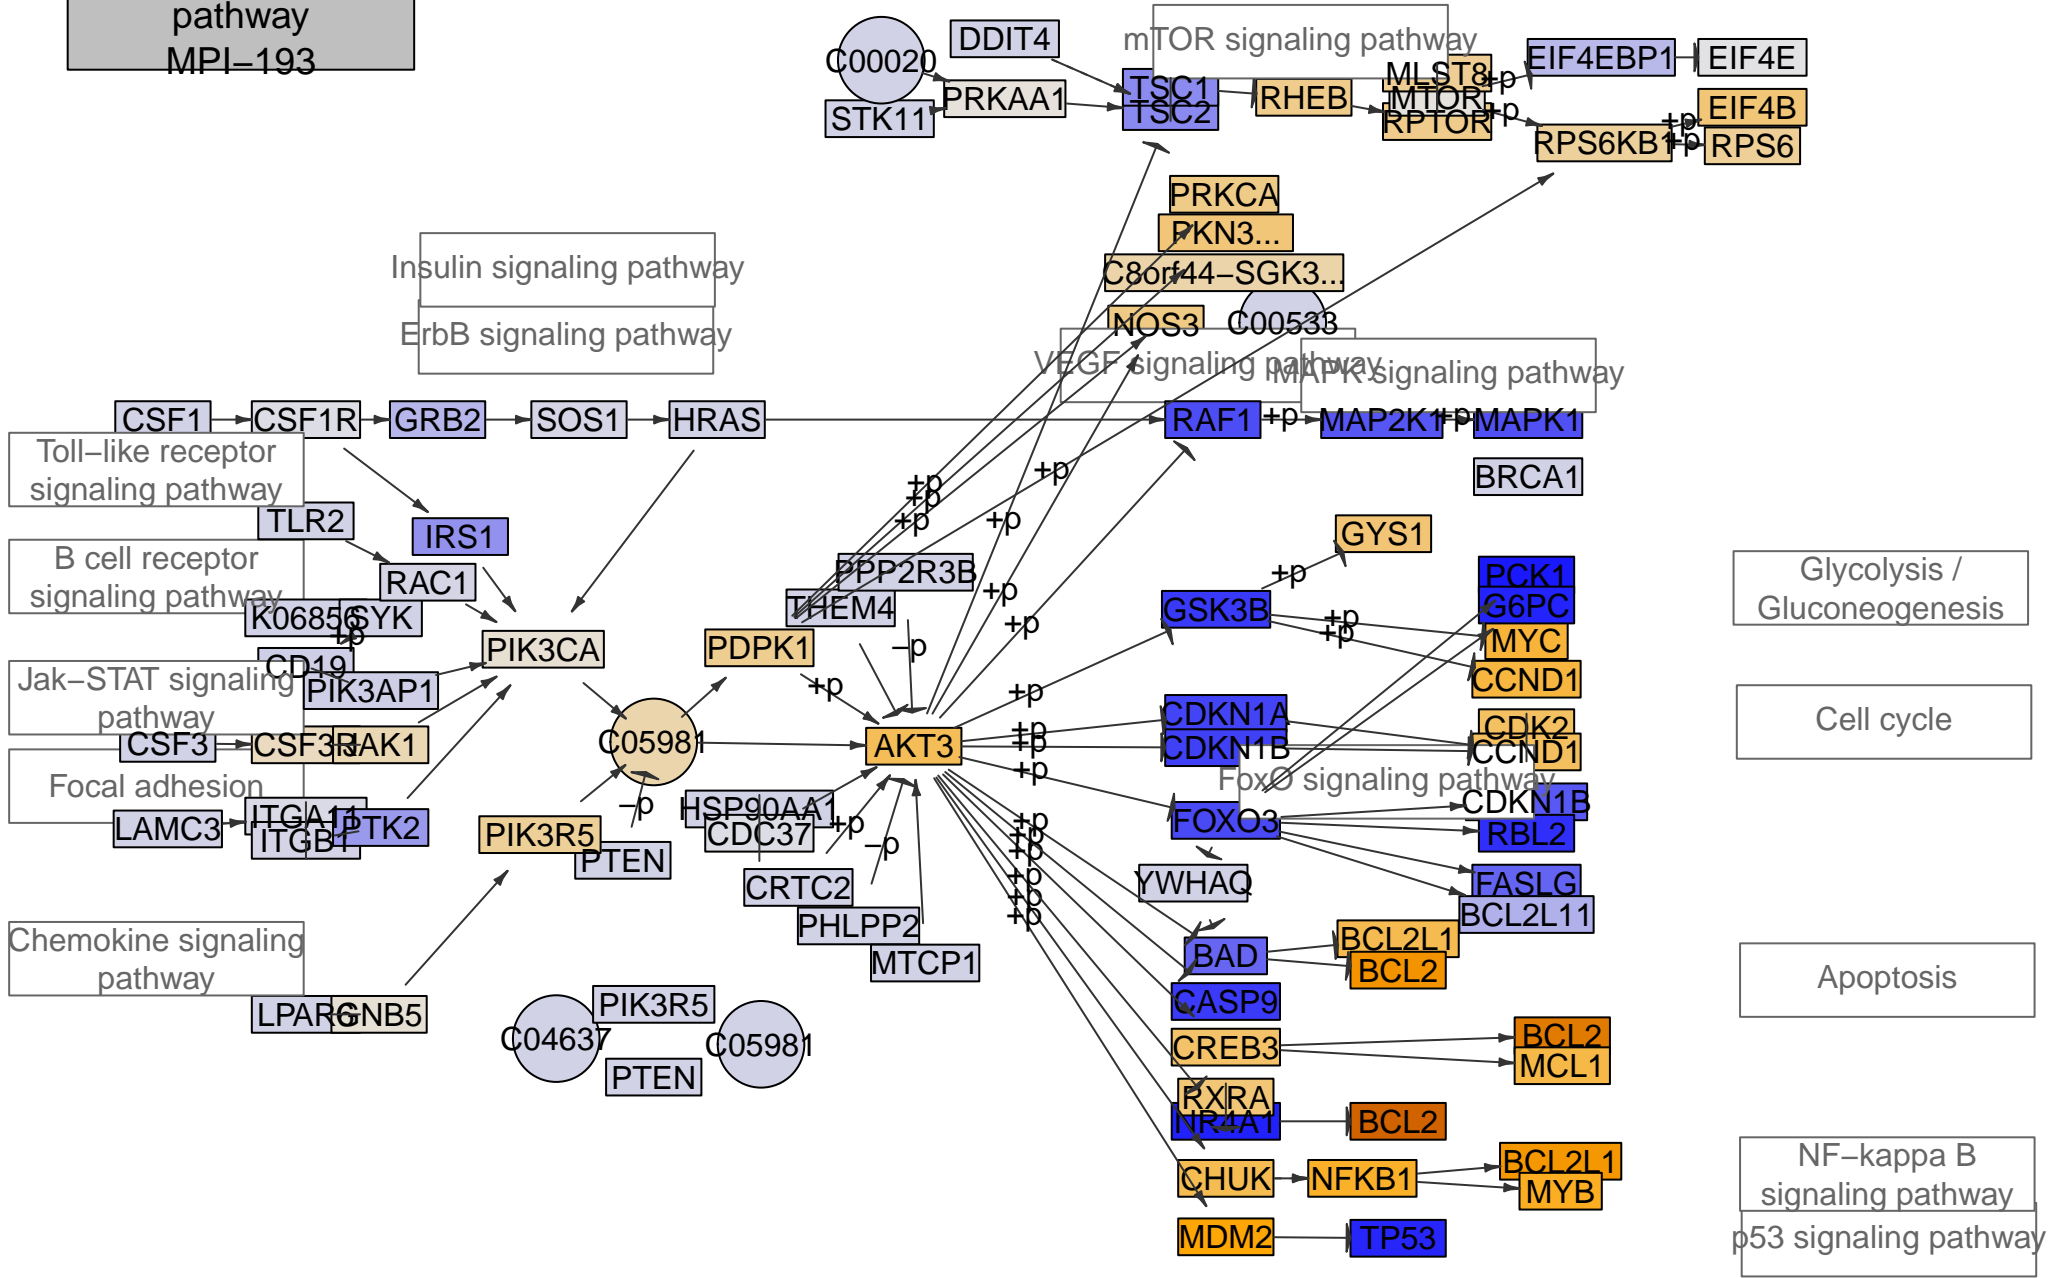 pathway
MPI−193
C00020
DDIT4
STK11
PRKAA1
mTOR signaling pathway
TSC1
TSC2
RHEB
MLST8
MTOR
RPTOR
+p
+p
EIF4EBP1
EIF4E
EIF4B
+p
+p
RPS6KB1
RPS6
PRKCA
PKN3...
C8orf44−SGK3...
NOS3
C00533
Insulin signaling pathway
ErbB signaling pathway
VEGF signaling pathway
MAPK signaling pathway
CSF1
CSF1R
GRB2
SOS1
HRAS
RAF1
+p
MAP2K1
+p
MAPK1
BRCA1
Toll−like receptor
signaling pathway
TLR2
IRS1
B cell receptor
signaling pathway
RAC1
K06856
SYK
+p
CD19
PIK3AP1
PIK3CA
Jak−STAT signaling
pathway
CSF3
CSF3R
JAK1
Focal adhesion
LAMC3
ITGA11
ITGB1
PTK2
Chemokine signaling
pathway
LPAR6
GNB5
+p
+p
+p
+p
+p
+p
+p
PPP2R3B
THEM4
−p
PDPK1
+p
C05981
AKT3
PIK3R5
−p
PTEN
HSP90AA1
CDC37
+p
−p
CRTC2
PHLPP2
MTCP1
C04637
PIK3R5
PTEN
C05981
+p
+p
+p
+p
+p
+p
+p
+p
+p
+p
GYS1
+p
GSK3B
+p
+p
PCK1
G6PC
MYC
CCND1
CDKN1A
CDKN1B
CDK2
CCND1
FoxO signaling pathway
FOXO3
CDKN1B
RBL2
YWHAQ
FASLG
BCL2L11
BAD
BCL2L1
BCL2
CASP9
CREB3
BCL2
MCL1
RXRA
NR4A1
BCL2
CHUK
NFKB1
BCL2L1
MYB
MDM2
TP53
Glycolysis /
Gluconeogenesis
Cell cycle
Apoptosis
NF−kappa B
signaling pathway
p53 signaling pathway